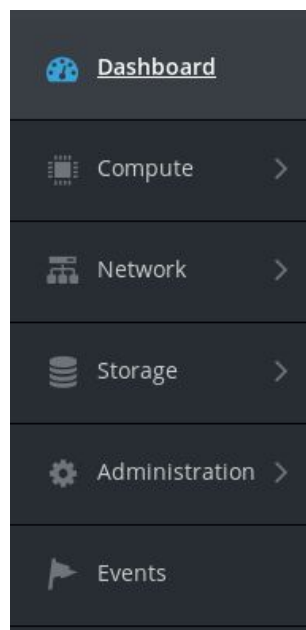 Dashboard
Compute
Network
Storage
Administration
Events